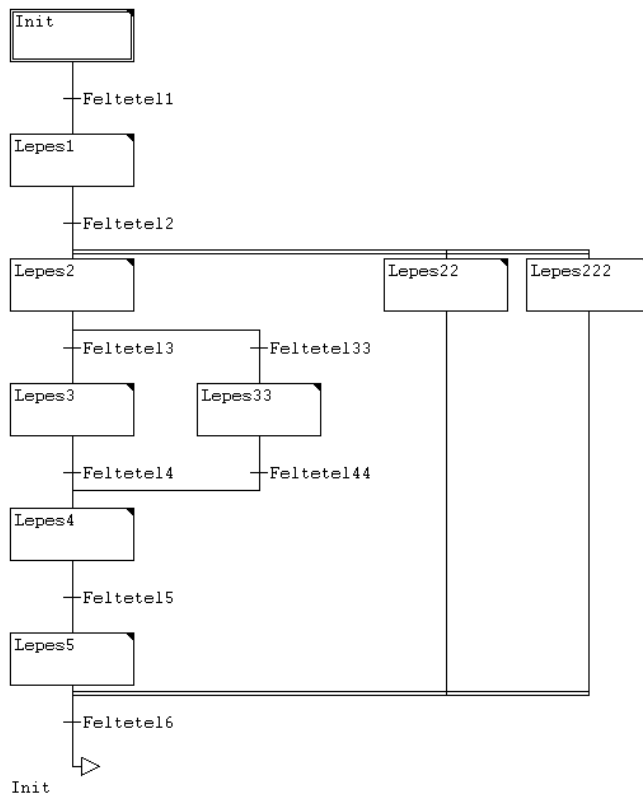 Init
Feltetel1
Lepes1
Feltetel2
Lepes2 Lepes22 Lepes222
Feltetel3 Feltetel33
Lepes3 Lepes33
Feltetel4 Feltetel44
Lepes4
Feltetel5
Lepes5
Feltetel6
Init